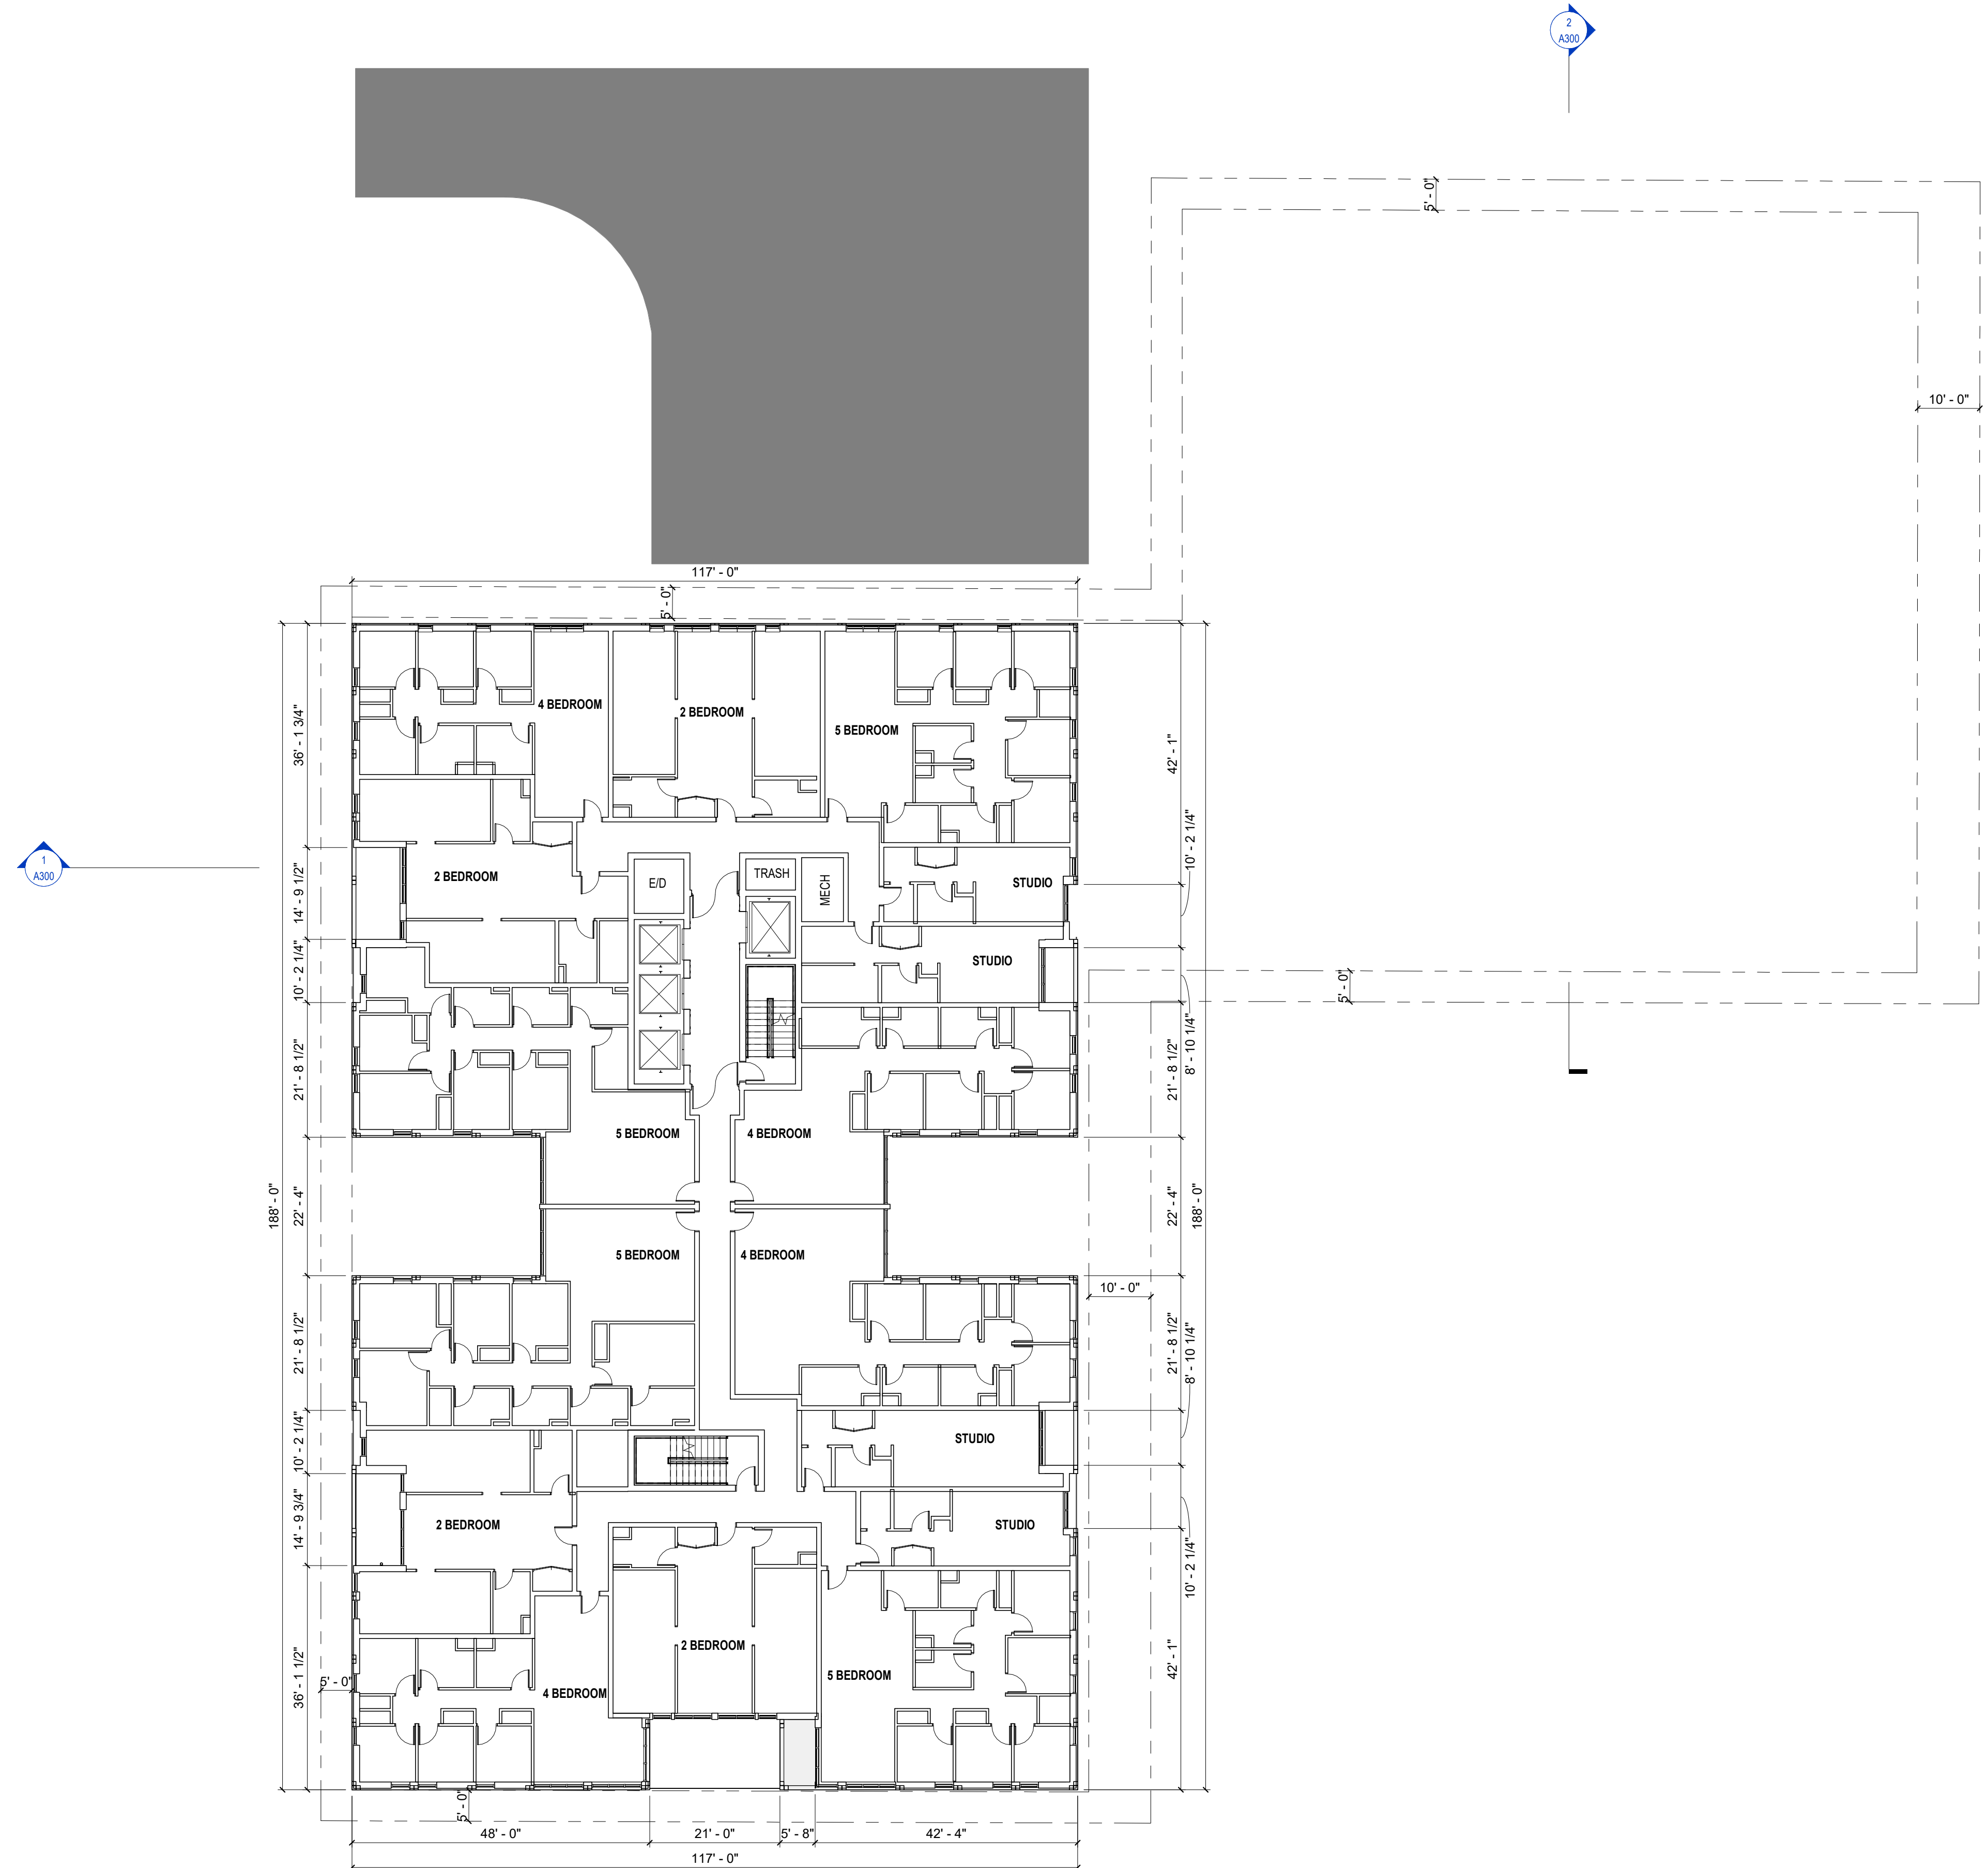 2
A300
5' - 0"
10' - 0"
117' - 0"
5' - 0"
4 BEDROOM
2 BEDROOM
5 BEDROOM
36' - 1 3/4"
42' - 1"
10' - 2 1/4"
1
A300
2 BEDROOM
E/D
TRASH
MECH
STUDIO
14' - 9 1/2"
STUDIO
10' - 2 1/4"
5' - 0"
21' - 8 1/2"
21' - 8 1/2"
8' - 10 1/4"
5 BEDROOM
4 BEDROOM
188' - 0"
22' - 4"
22' - 4"
188' - 0"
5 BEDROOM
4 BEDROOM
10' - 0"
21' - 8 1/2"
21' - 8 1/2"
8' - 10 1/4"
10' - 2 1/4"
STUDIO
14' - 9 3/4"
2 BEDROOM
STUDIO
10' - 2 1/4"
2 BEDROOM
36' - 1 1/2"
5 BEDROOM
42' - 1"
5' - 0"
4 BEDROOM
5' - 0"
48' - 0"
21' - 0"
5' - 8"
42' - 4"
117' - 0"